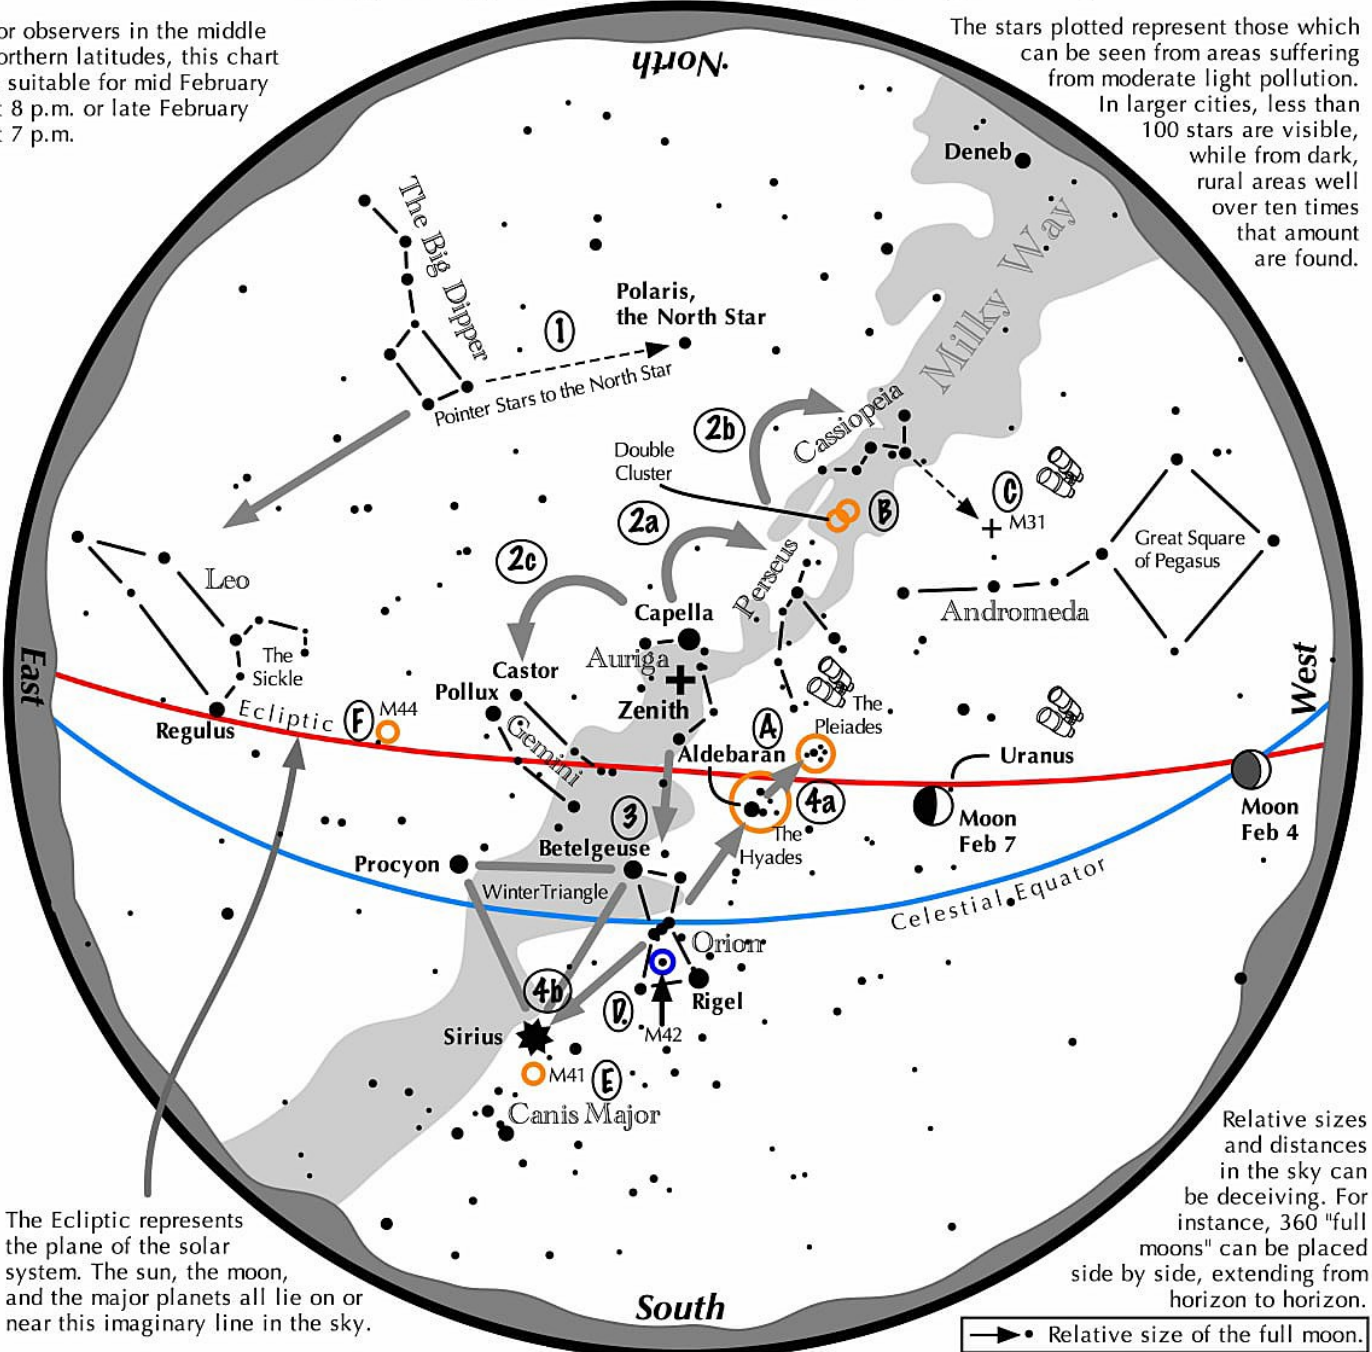 or observers in the middle
orthern latitudes, this chart
suitable for mid February
8 p.m. or late February
7 p.m.
The stars plotted represent those which
can be seen from areas suffering
from moderate light pollution.
In larger cities, less than
100 stars are visible,
while from dark,
rural areas well
over ten times
that amount
are found.
North
Deneb
Milky Way
The Big Dipper
Polaris,
the North Star
1
Pointer Stars to the North Star
2b
Cassiopeia
Double
Cluster
B
C
M31
2a
2c
Perseus
Great Square
of Pegasus
Andromeda
Leo
The
Sickle
Capella
Auriga
Castor
Pollux
Gemini
Zenith
East
West
Regulus
Ecliptic
F
M44
A
The
Pleiades
Aldebaran
Uranus
4a
The
Hyades
Moon
Feb 7
Moon
Feb 4
3
Betelgeuse
Procyon
WinterTriangle
Celestial Equator
Orion
4b
D
Rigel
M42
Sirius
M41
E
Canis Major
The Ecliptic represents
the plane of the solar
system. The sun, the moon,
and the major planets all lie on or
near this imaginary line in the sky.
South
Relative sizes
and distances
in the sky can
be deceiving. For
instance, 360 "full
moons" can be placed
side by side, extending from
horizon to horizon.
Relative size of the full moon.